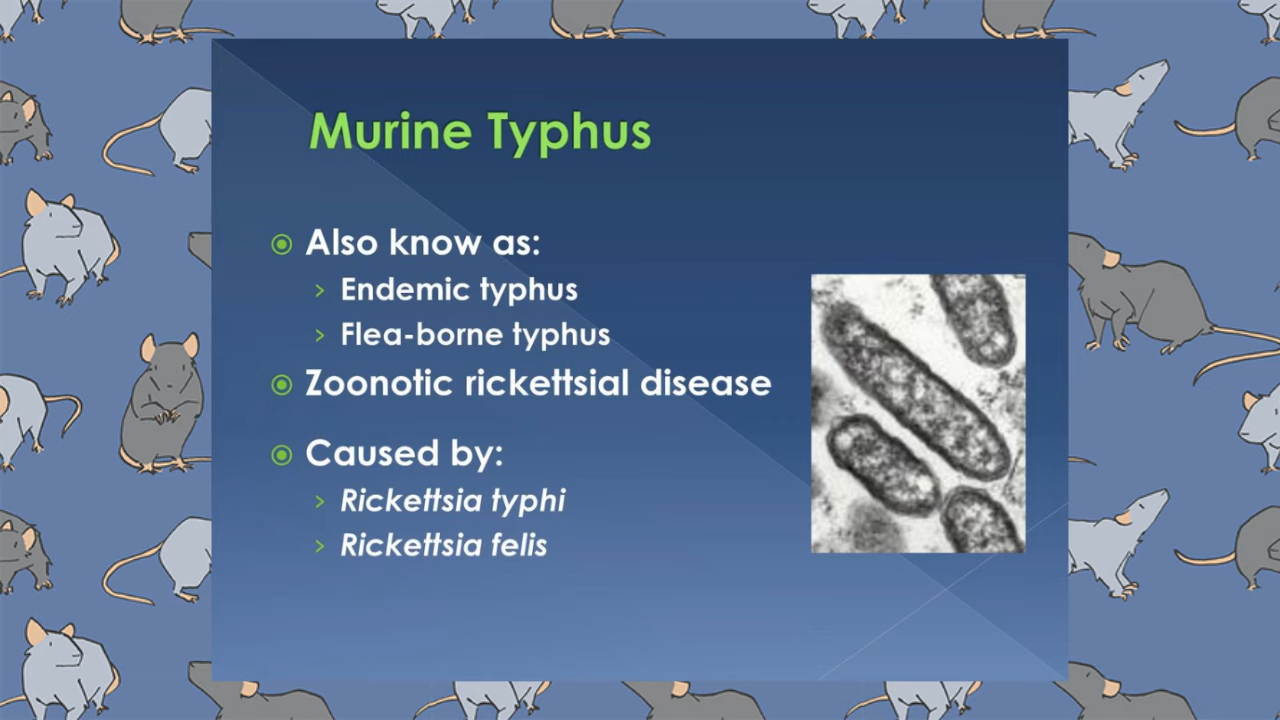 Murine Typhus
Also know as:
Endemic typhus
Flea-borne typhus
Zoonotic rickettsial disease
Caused by:
Rickettsia typhi
Rickettsia felis